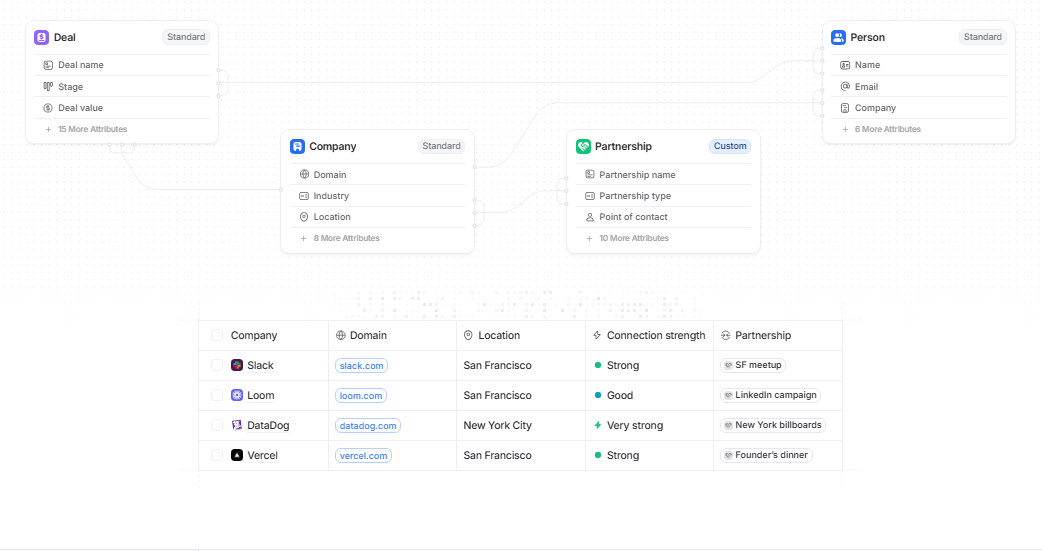 Deal
Standard
Deal name
Stage
Deal value
+ 15 More Attributes
Person
Standard
Name
Email
Company
+ 6 More Attributes
Company
Standard
Domain
Industry
Location
+ 8 More Attributes
Partnership
Custom
Partnership name
Partnership type
Point of contact
+ 10 More Attributes
Company Domain Location Connection strength Partnership
Slack slack.com San Francisco Strong SF meetup
Loom loom.com San Francisco Good LinkedIn campaign
DataDog datadog.com New York City Very strong New York billboards
Vercel vercel.com San Francisco Strong Founder's dinner